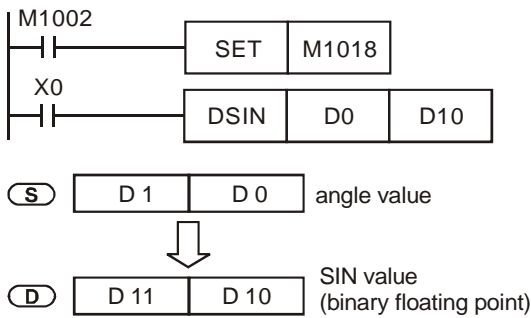 M1002
SET M1018
X0
DSIN D0 D10
S D 1 D 0 angle value
D D 11 D 10 SIN value
(binary floating point)